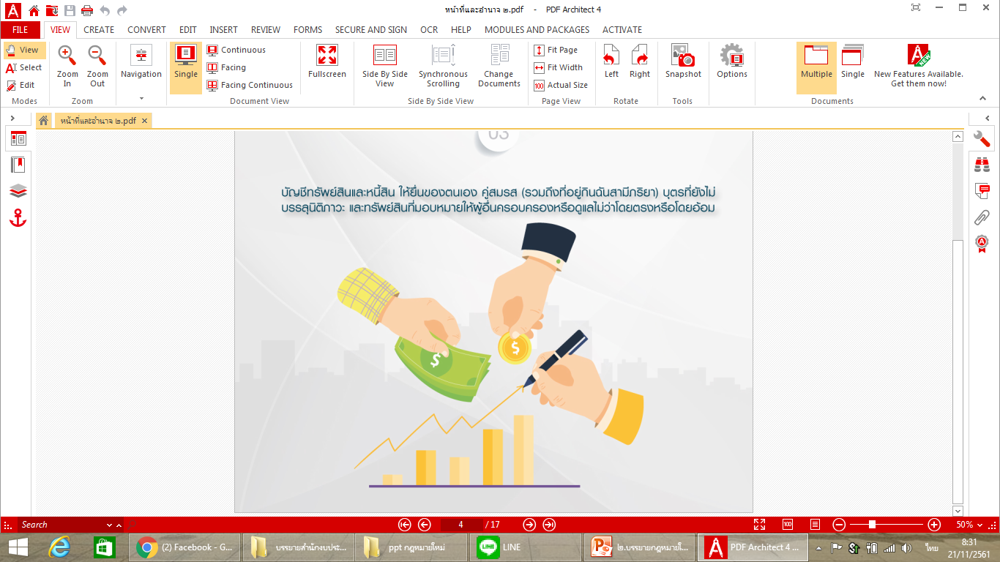 หน้าที่และอำนาจ ๒.pdf - PDF Architect 4
FILE VIEW CREATE CONVERT EDIT INSERT REVIEW FORMS SECURE AND SIGN OCR HELP MODULES AND PACKAGES ACTIVATE
View
Select
Edit
Modes
Zoom In
Zoom Out
Zoom
Navigation
Single
Continuous
Facing
Facing Continuous
Document View
Fullscreen
Side By Side View
Synchronous Scrolling
Change Documents
Side By Side View
Fit Page
Fit Width
100 Actual Size
Page View
Left
Right
Rotate
Snapshot
Tools
Options
Multiple
Single
Documents
NEW
New Features Available.
Get them now!
หน้าที่และอำนาจ ๒.pdf
03
บัญชีทรัพย์สินและหนี้สิน ให้ยื่นของตนเอง คู่สมรส (รวมถึงที่อยู่กินฉันสามีภริยา) บุตรที่ยังไม่
บรรลุนิติภาวะ และทรัพย์สินที่มอบหมายให้ผู้อื่นครอบครองหรือดูแลไม่ว่าโดยตรงหรือโดยอ้อม
$
$
Search
4 / 17
100
50%
(2) Facebook - G...
บรรยายสำนักงบประ...
ppt กฎหมายใหม่
LINE
๒.บรรยายกฎหมายใ...
PDF Architect 4 ...
ไทย
8:31
21/11/2561